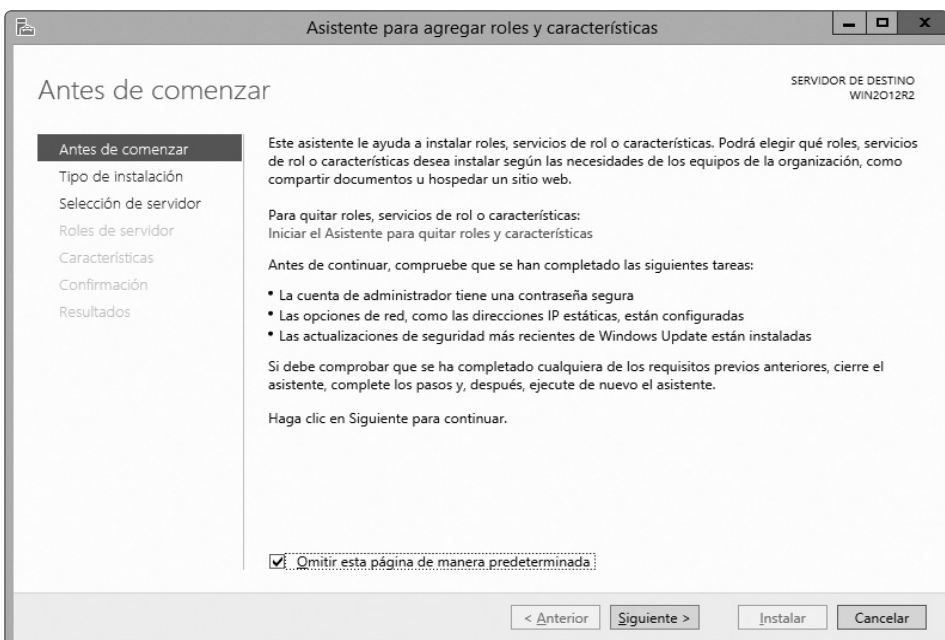 Asistente para agregar roles y características
Antes de comenzar
SERVIDOR DE DESTINO
WIN2O12R2
Antes de comenzar
Tipo de instalación
Selección de servidor
Roles de servidor
Características
Confirmación
Resultados
Este asistente le ayuda a instalar roles, servicios de rol o características. Podrá elegir qué roles, servicios
de rol o características desea instalar según las necesidades de los equipos de la organización, como
compartir documentos u hospedar un sitio web.
Para quitar roles, servicios de rol o características:
Iniciar el Asistente para quitar roles y características
Antes de continuar, compruebe que se han completado las siguientes tareas:
• La cuenta de administrador tiene una contraseña segura
• Las opciones de red, como las direcciones IP estáticas, están configuradas
• Las actualizaciones de seguridad más recientes de Windows Update están instaladas
Si debe comprobar que se ha completado cualquiera de los requisitos previos anteriores, cierre el
asistente, complete los pasos y, después, ejecute de nuevo el asistente.
Haga clic en Siguiente para continuar.
Omitir esta página de manera predeterminada
< Anterior
Siguiente >
Instalar
Cancelar